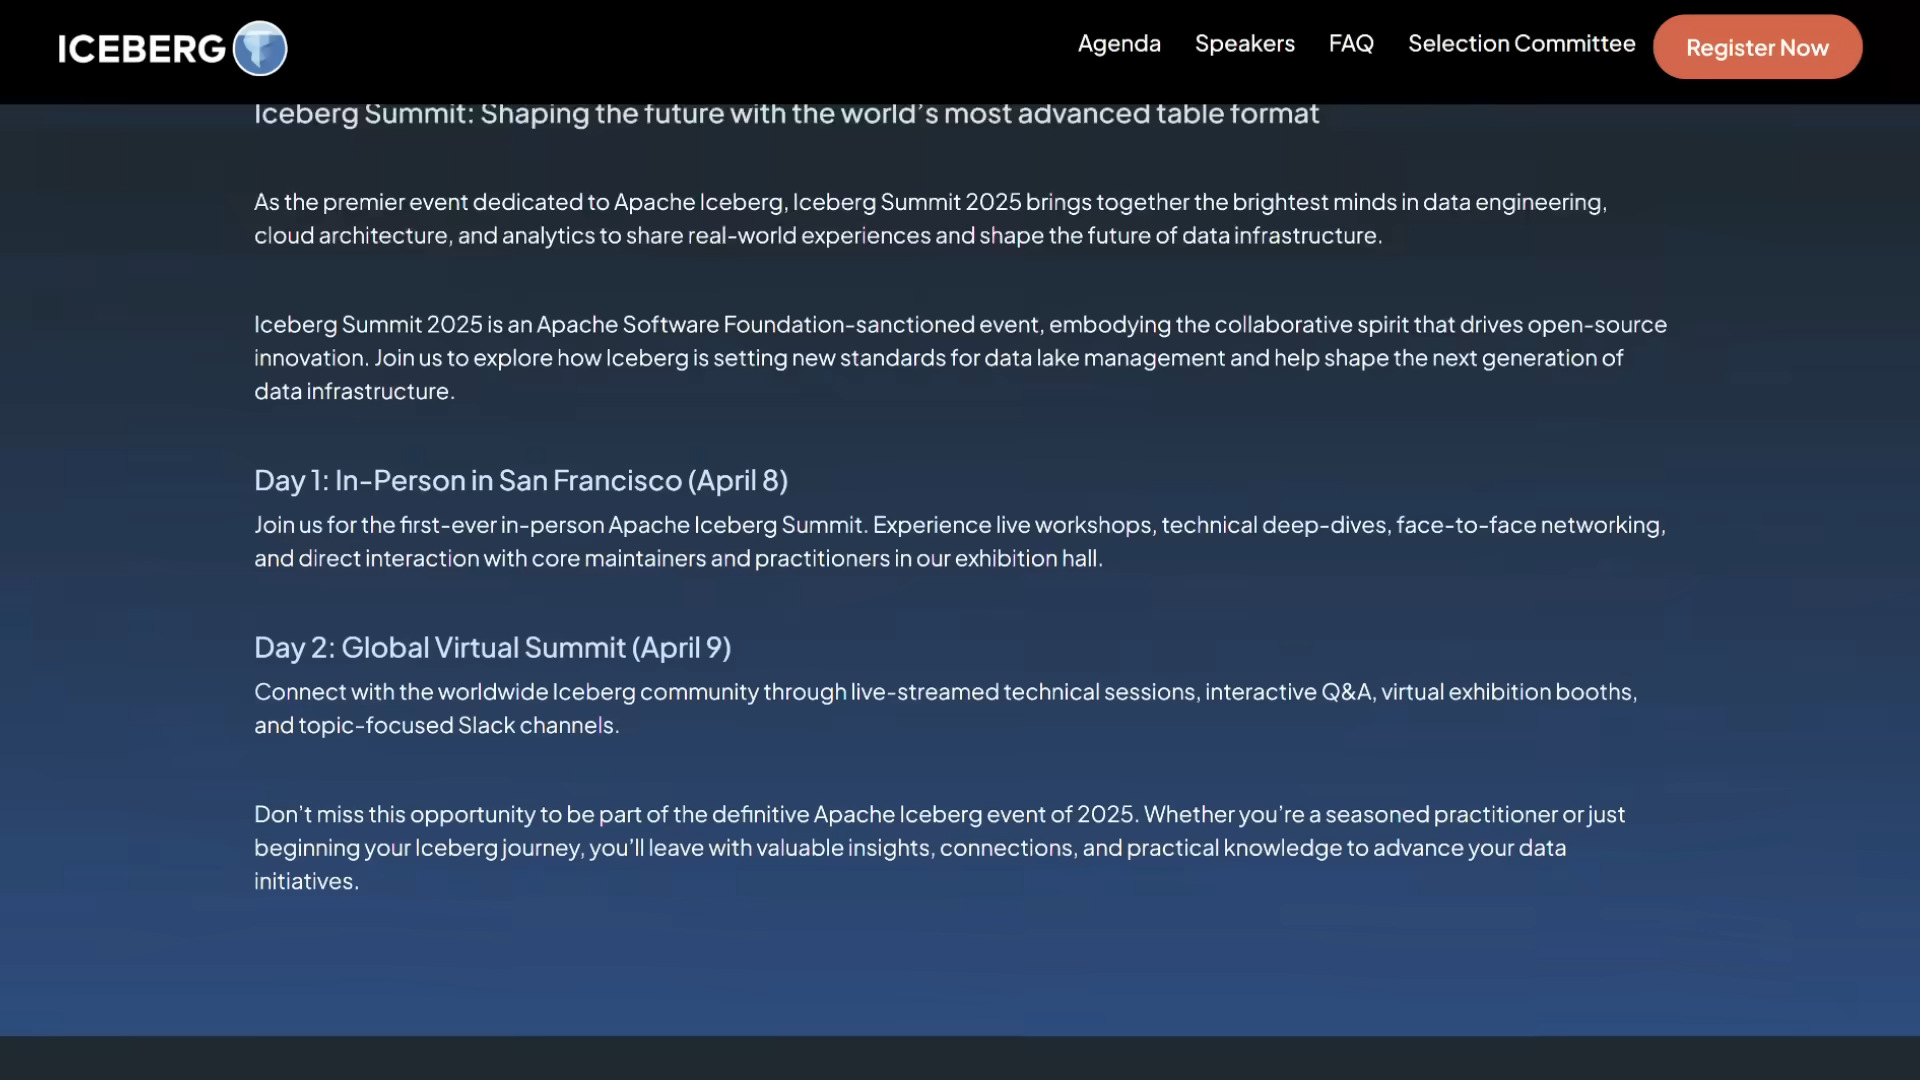 ICEBERG
Agenda
Speakers
FAQ
Selection Committee
Register Now
Iceberg Summit: Shaping the future with the world’s most advanced table format
As the premier event dedicated to Apache Iceberg, Iceberg Summit 2025 brings together the brightest minds in data engineering,
cloud architecture, and analytics to share real-world experiences and shape the future of data infrastructure.
Iceberg Summit 2025 is an Apache Software Foundation-sanctioned event, embodying the collaborative spirit that drives open-source
innovation. Join us to explore how Iceberg is setting new standards for data lake management and help shape the next generation of
data infrastructure.
Day 1: In-Person in San Francisco (April 8)
Join us for the first-ever in-person Apache Iceberg Summit. Experience live workshops, technical deep-dives, face-to-face networking,
and direct interaction with core maintainers and practitioners in our exhibition hall.
Day 2: Global Virtual Summit (April 9)
Connect with the worldwide Iceberg community through live-streamed technical sessions, interactive Q&A, virtual exhibition booths,
and topic-focused Slack channels.
Don’t miss this opportunity to be part of the definitive Apache Iceberg event of 2025. Whether you’re a seasoned practitioner or just
beginning your Iceberg journey, you’ll leave with valuable insights, connections, and practical knowledge to advance your data
initiatives.